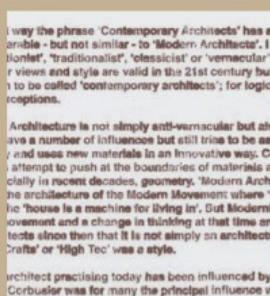 way the phrase 'Contemporary Architects' has a
- but not similar - to 'Modern Architects'. I
'traditionalist', 'classicist' or 'vernacular'
r views and style are valid in the 21st century bu
n to be called 'contemporary architects'; for logic
Architecture is not simply anti-vernacular but als
ave a number of influences but still tries to be as
y and uses new materials in an innovative way. C
attempt to push at the boundaries of materials a
cially in recent decades, geometry. 'Modern Arch
he architecture of the Modern Movement where '
he 'house is a machine for living in'. But Modern
ovement and a change in thinking at that time an
tects since then that it is not simply an architect
Crafts' or 'High Tec' was a style.
rchitect practising today has been influenced by
Corbusier was for many the principal influence